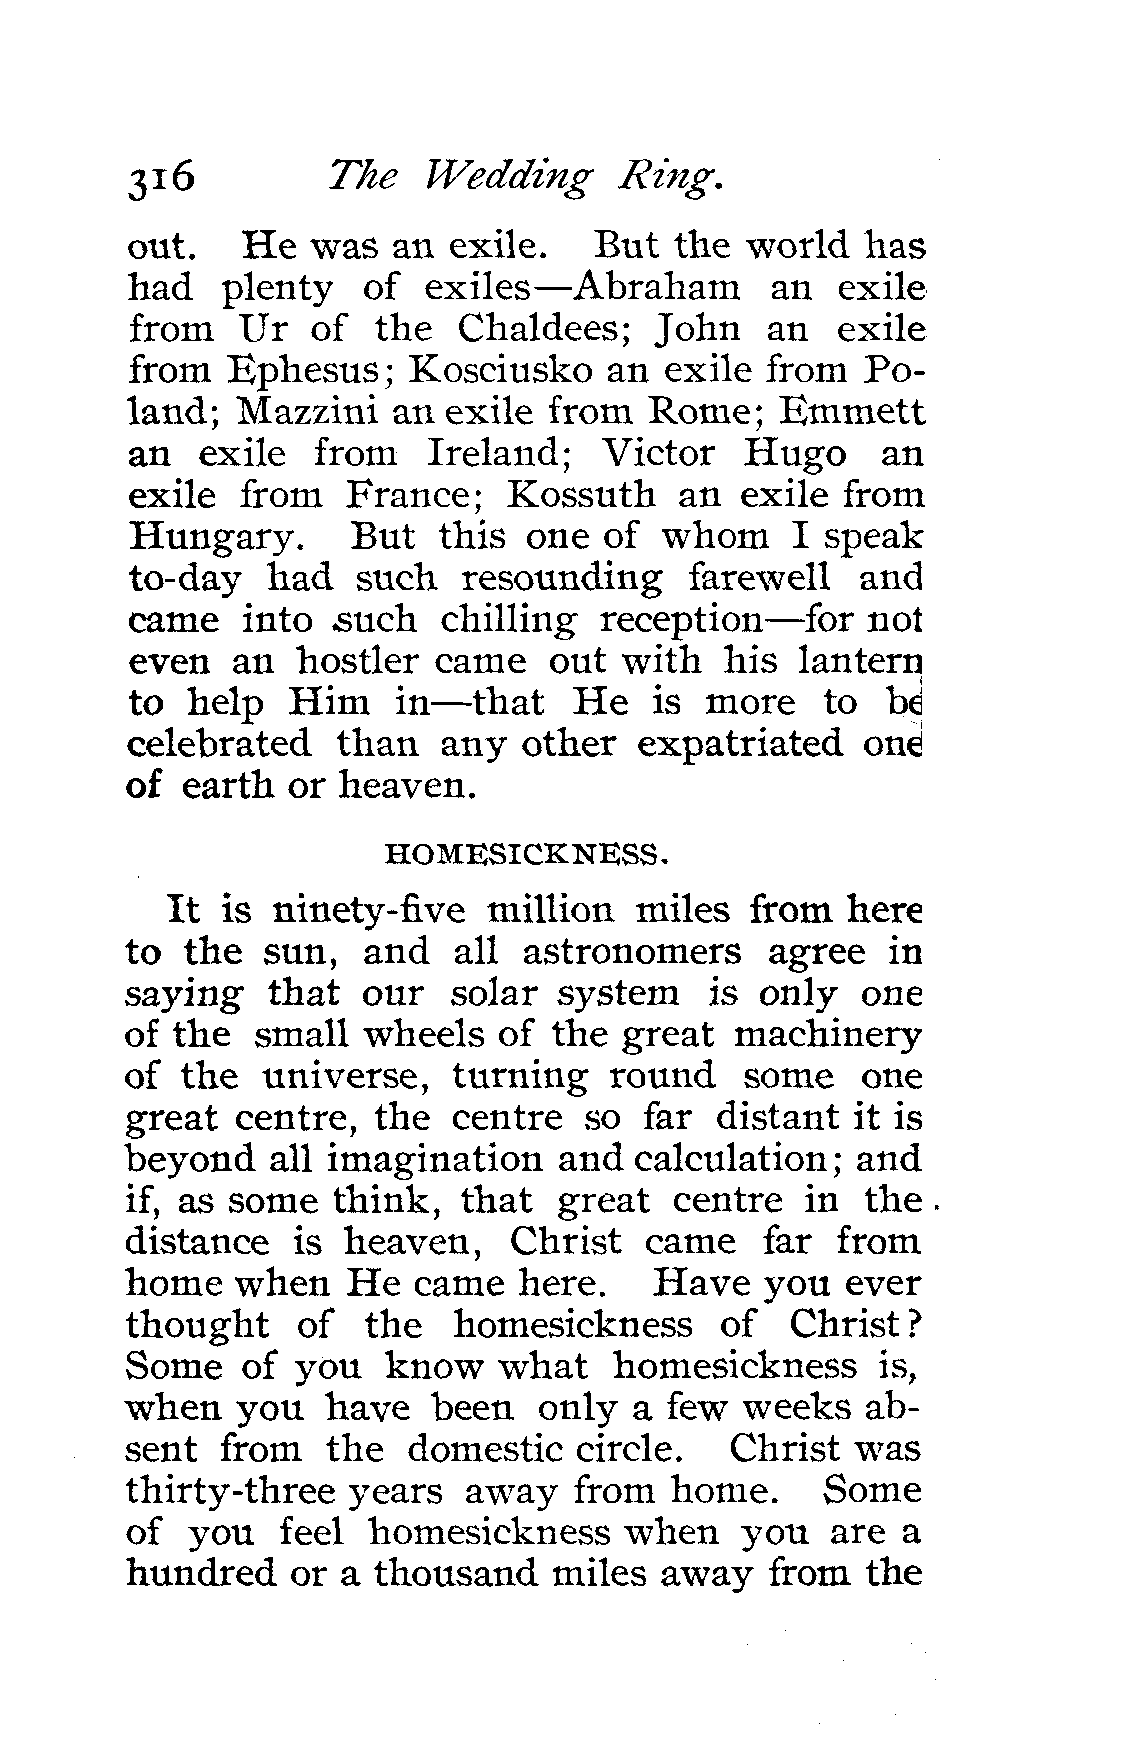 316 The Wedding Ring.
out. He was an exile. But the world has
had plenty of exiles—Abraham an exile
from Ur of the Chaldees; John an exile
from Ephesus; Kosciusko an exile from Po-
land; Mazzini an exile from Rome; Emmett
an exile from Ireland; Victor Hugo an
exile from France; Kossuth an exile from
Hungary. But this one of whom I speak
to-day had such resounding farewell and
came into such chilling reception—for not
even an hostler came out with his lantern
to help Him in—that He is more to be
celebrated than any other expatriated one
of earth or heaven.
HOMESICKNESS.
It is ninety-five million miles from here
to the sun, and all astronomers agree in
saying that our solar system is only one
of the small wheels of the great machinery
of the universe, turning round some one
great centre, the centre so far distant it is
beyond all imagination and calculation; and
if, as some think, that great centre in the
distance is heaven, Christ came far from
home when He came here. Have you ever
thought of the homesickness of Christ?
Some of you know what homesickness is,
when you have been only a few weeks ab-
sent from the domestic circle. Christ was
thirty-three years away from home. Some
of you feel homesickness when you are a
hundred or a thousand miles away from the